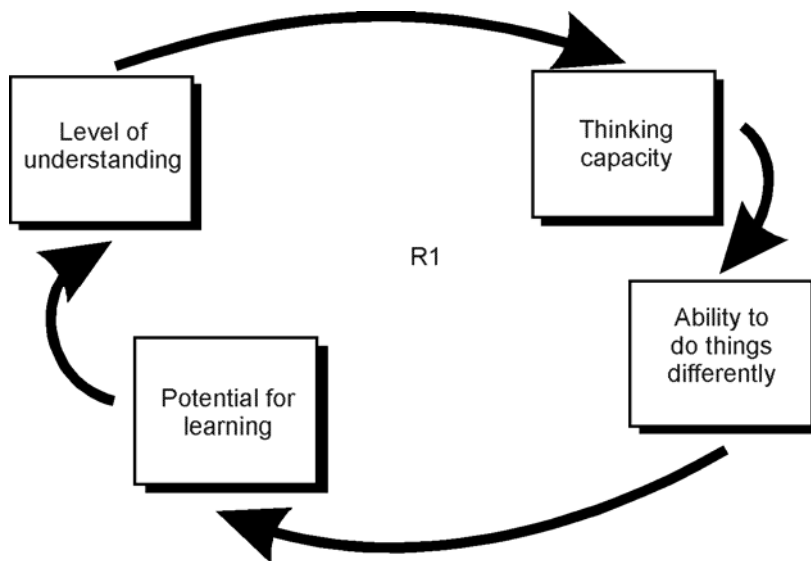 Level of
understanding
Thinking
capacity
R1
Ability to
do things
differently
Potential for
learning